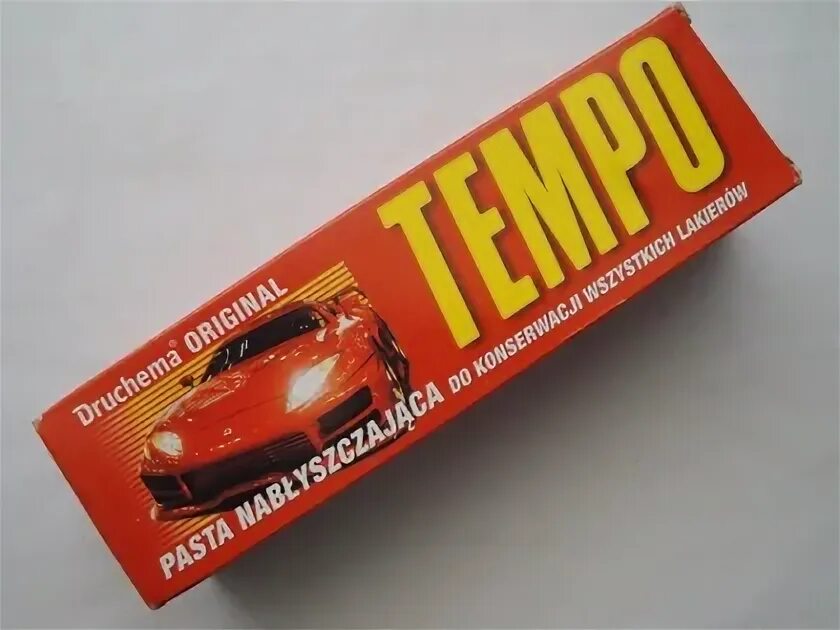 Druchema® ORIGINAL
TEMPO
PASTA NABŁYSZCZAJĄCA DO KONSERWACJI WSZYSTKICH LAKIERÓW